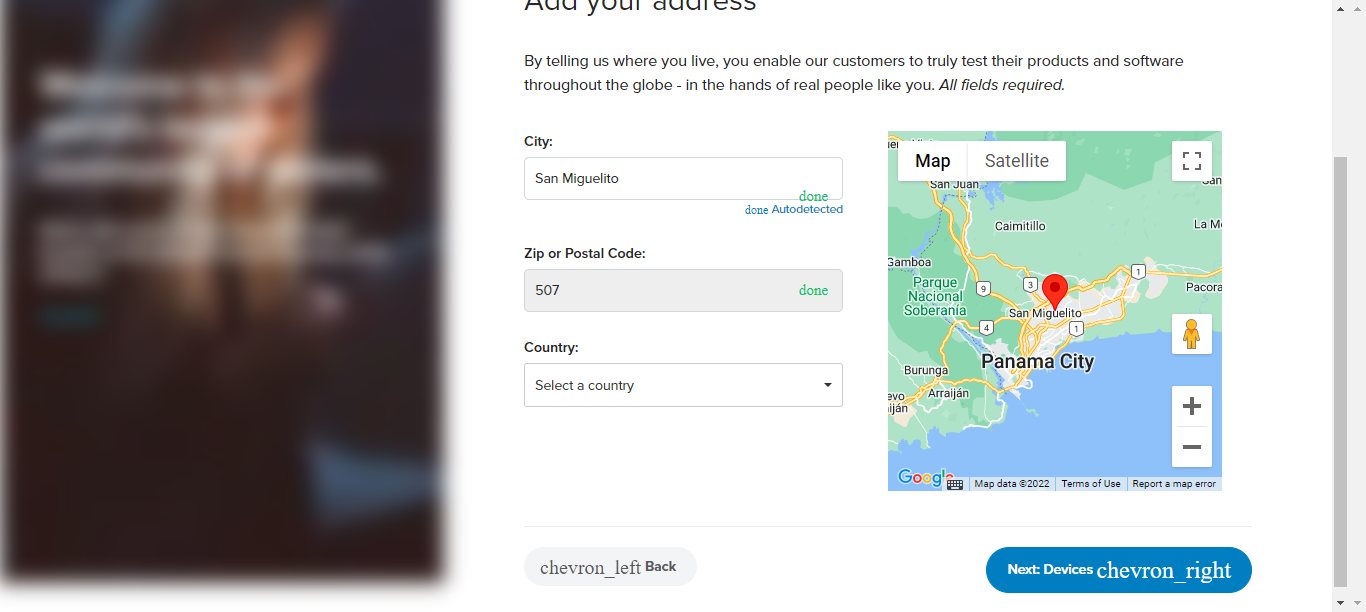 Add your address
By telling us where you live, you enable our customers to truly test their products and software
throughout the globe - in the hands of real people like you. All fields required.
City:
San Miguelito
done
done Autodetected
Zip or Postal Code:
507
done
Country:
Select a country
Map
Satellite
San Juan
Caimitillo
La
Gamboa
Parque
Nacional
Soberanía
9
3
1
Pacora
San Miguelito
4
1
Panama City
Burunga
Arraiján
Google
Map data ©2022
Terms of Use
Report a map error
chevron_left Back
Next: Devices chevron_right